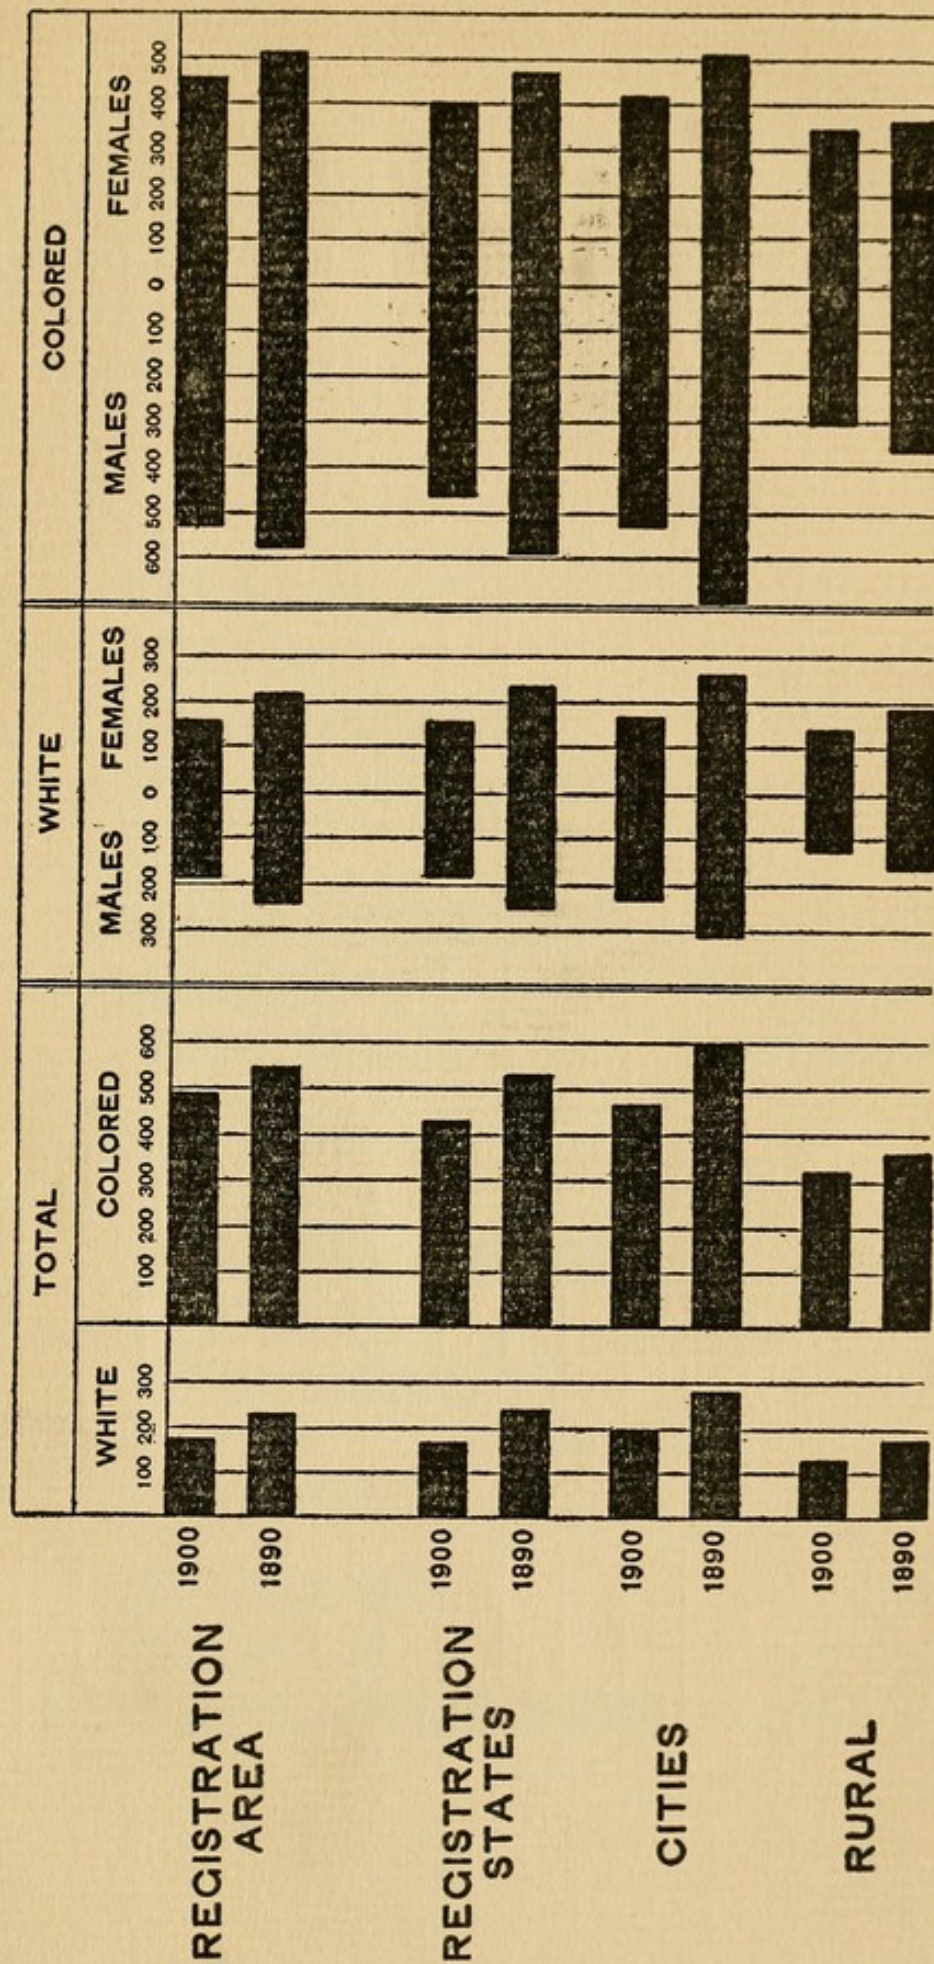 TOTAL WHITE COLORED
WHITE COLORED MALES FEMALES MALES FEMALES
100 200 300 100 200 300 400 500 600 300 200 100 0 100 200 300 600 500 400 300 200 100 0 100 200 300 400 500
REGISTRATION
AREA
1900
1890
REGISTRATION
STATES
1900
1890
CITIES
1900
1890
RURAL
1900
1890